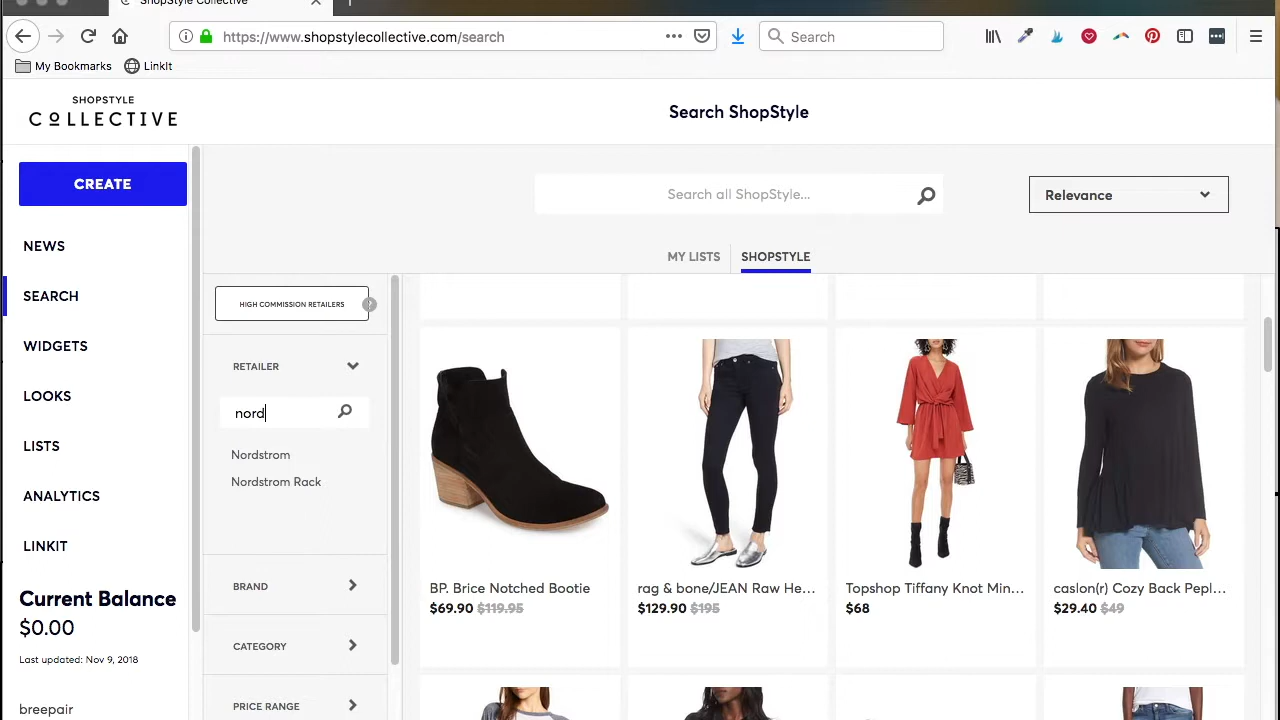 ShopStyle Collective
https://www.shopstylecollective.com/search
Search
My Bookmarks
LinkIt
SHOPSTYLE
COLLECTIVE
Search ShopStyle
CREATE
Search all ShopStyle...
Relevance
NEWS
MY LISTS
SHOPSTYLE
SEARCH
HIGH COMMISSION RETAILERS
?
WIDGETS
RETAILER
LOOKS
nord
LISTS
Nordstrom
Nordstrom Rack
ANALYTICS
LINKIT
BRAND
BP. Brice Notched Bootie
rag & bone/JEAN Raw He...
Topshop Tiffany Knot Min...
caslon(r) Cozy Back Pepl...
$69.90 $119.95
$129.90 $195
$68
$29.40 $49
Current Balance
$0.00
CATEGORY
Last updated: Nov 9, 2018
PRICE RANGE
breepair